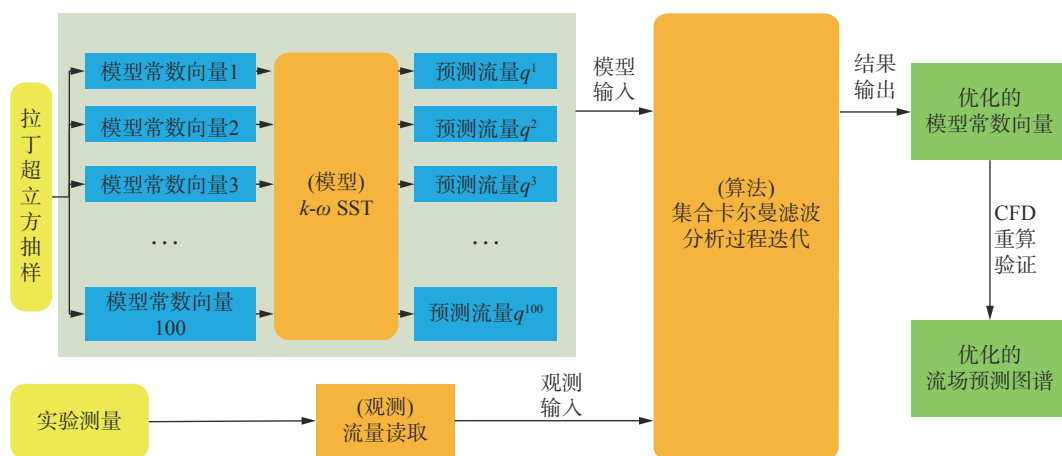 拉丁超立方抽样
模型常数向量1
模型常数向量2
模型常数向量3
…
模型常数向量
100
(模型)
k-ω SST
预测流量q¹
预测流量q²
预测流量q³
…
预测流量q¹⁰⁰
模型
输入
(算法)
集合卡尔曼滤波
分析过程迭代
结果
输出
优化的
模型常数向量
CFD
重算
验证
优化的
流场预测图谱
实验测量
(观测)
流量读取
观测
输入